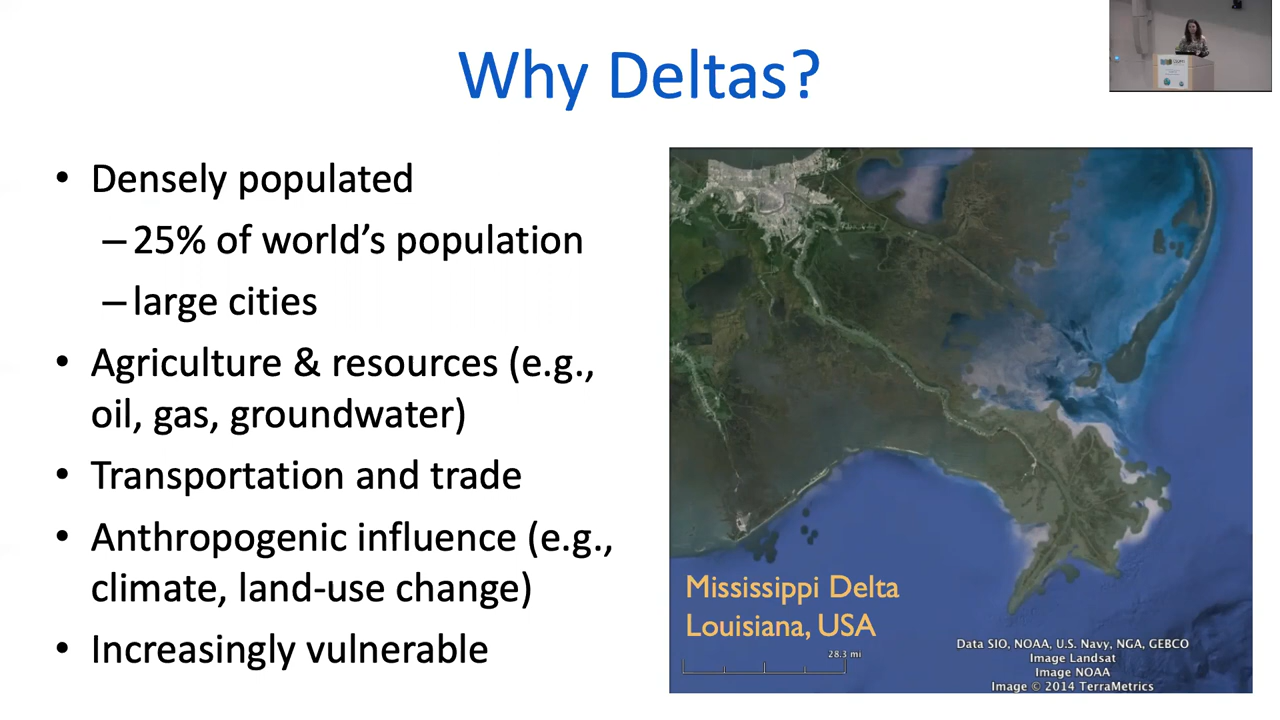 Why Deltas?
• Densely populated
– 25% of world's population
– large cities
• Agriculture & resources (e.g.,
oil, gas, groundwater)
• Transportation and trade
• Anthropogenic influence (e.g.,
climate, land-use change)
• Increasingly vulnerable
Mississippi Delta
Louisiana, USA
28.3 mi
Data SIO, NOAA, U.S. Navy, NGA, GEBCO
Image Landsat
Image NOAA
Image © 2014 TerraMetrics